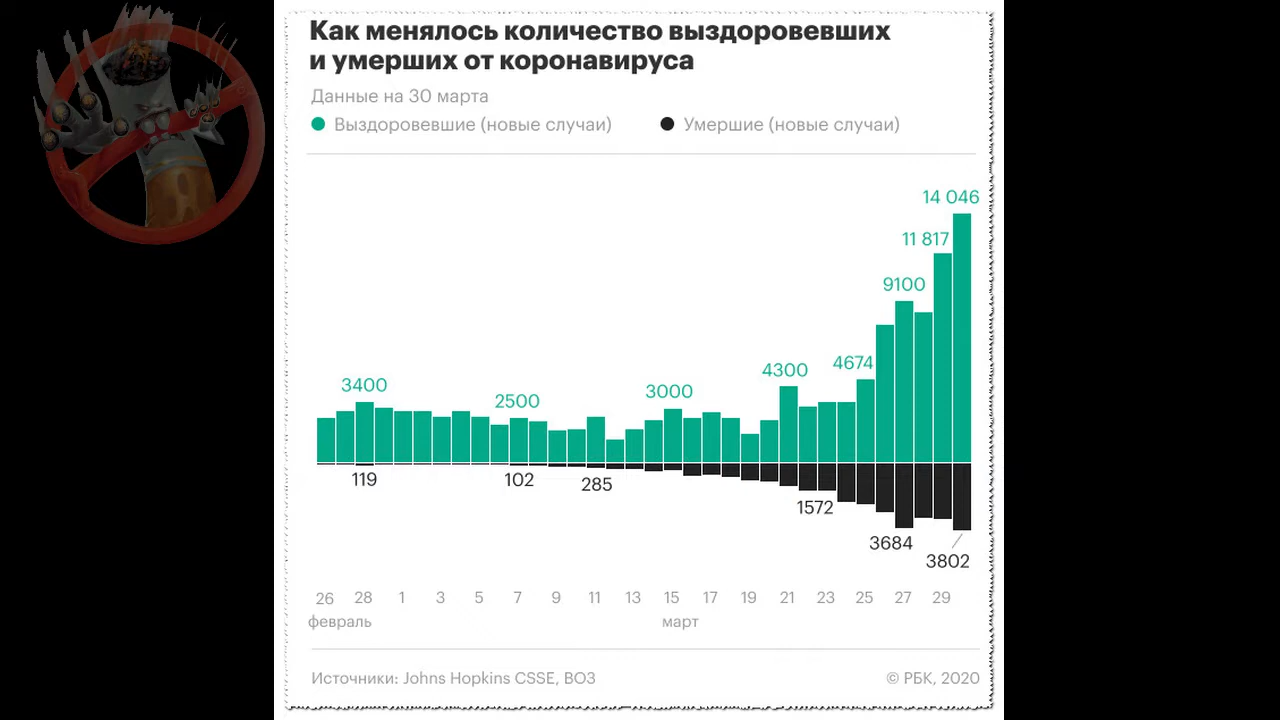 Как менялось количество выздоровевших
и умерших от коронавируса
Данные на 30 марта
Выздоровевшие (новые случаи) Умершие (новые случаи)
14 046
11 817
9100
4674
4300
3400
3000
2500
119
102
285
1572
3684
3802
26 28 1 3 5 7 9 11 13 15 17 19 21 23 25 27 29
февраль март
Источники: Johns Hopkins CSSE, ВОЗ © РБК, 2020